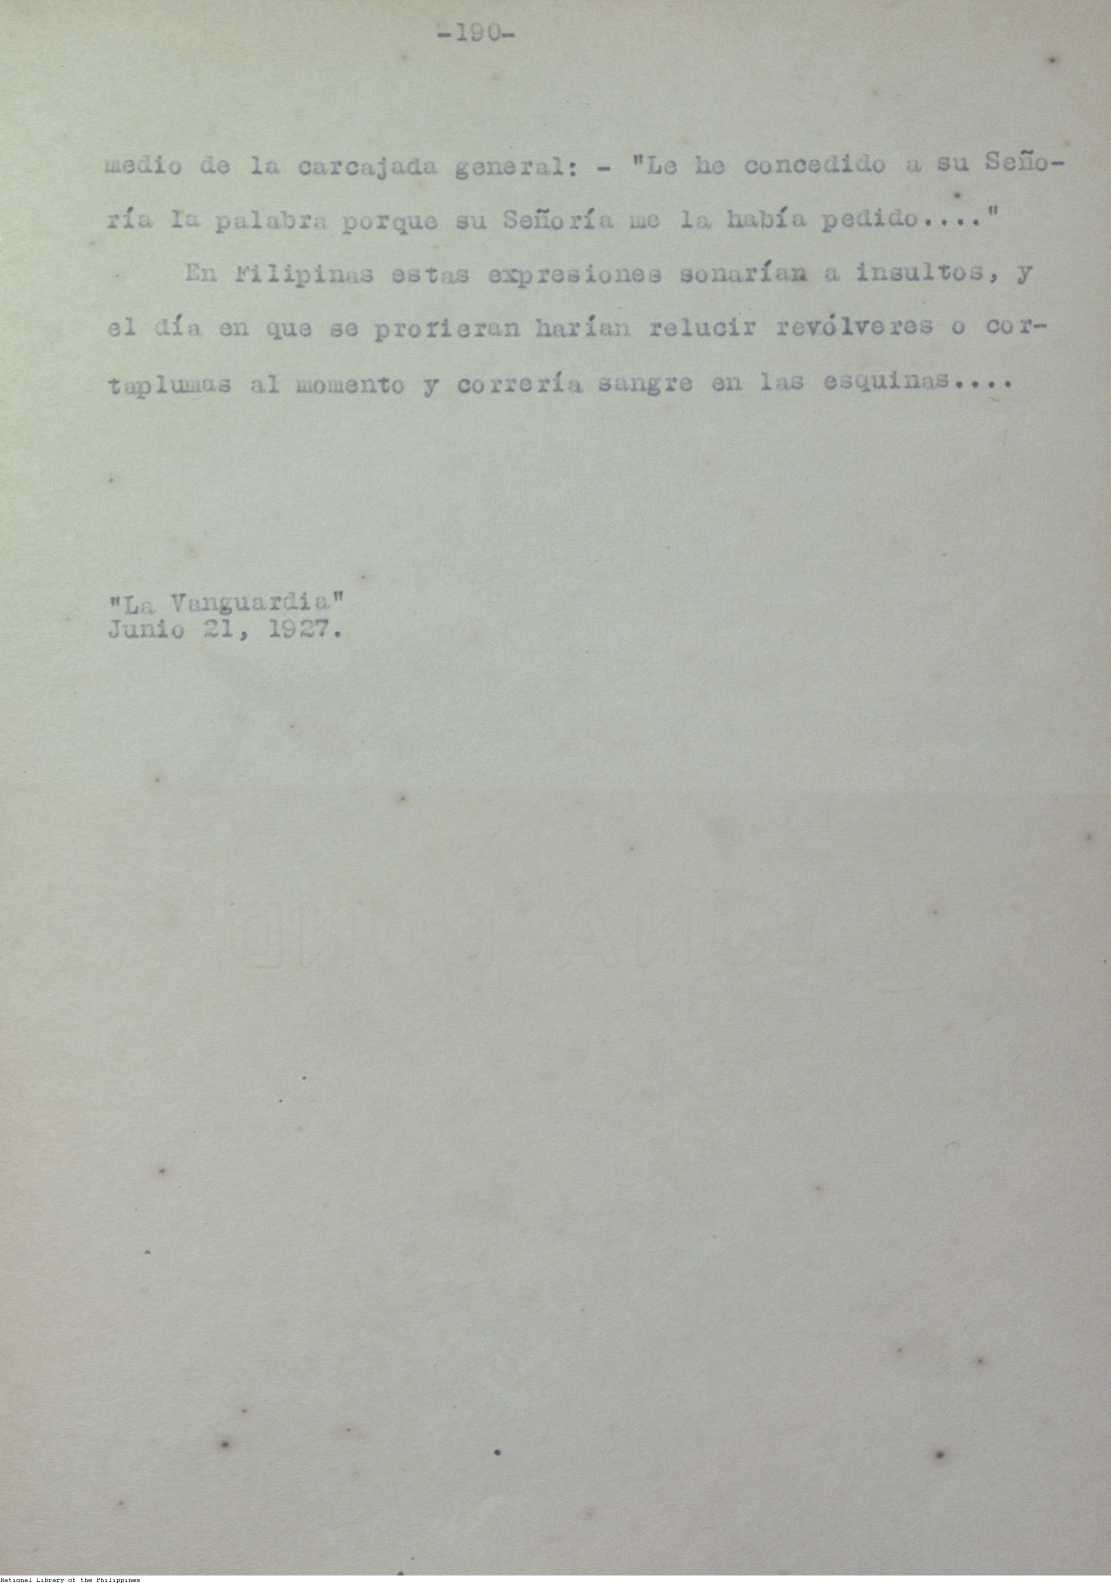 -190-
medio de la carcajada general: - "Le he concedido a su Seño-
ría la palabra porque su Señoría me la había pedido...."
En Filipinas estas expresiones sonarían a insultos, y
el día en que se profieran harían relucir revólveres o cor-
taplumas al momento y correría sangre en las esquinas....
"La Vanguardia"
Junio 21, 1927.
National Library of the Philippines